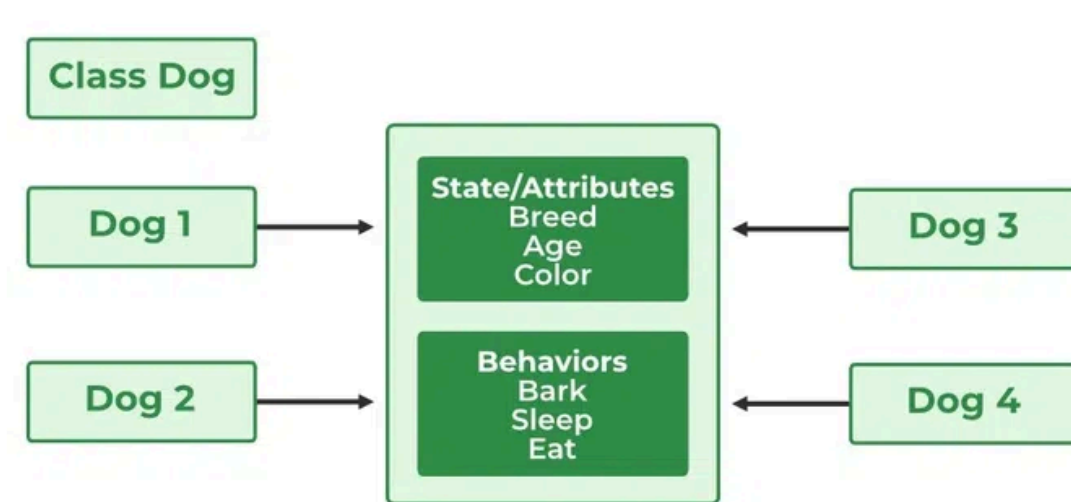 Class Dog
Dog 1
Dog 2
State/Attributes
Breed
Age
Color
Behaviors
Bark
Sleep
Eat
Dog 3
Dog 4